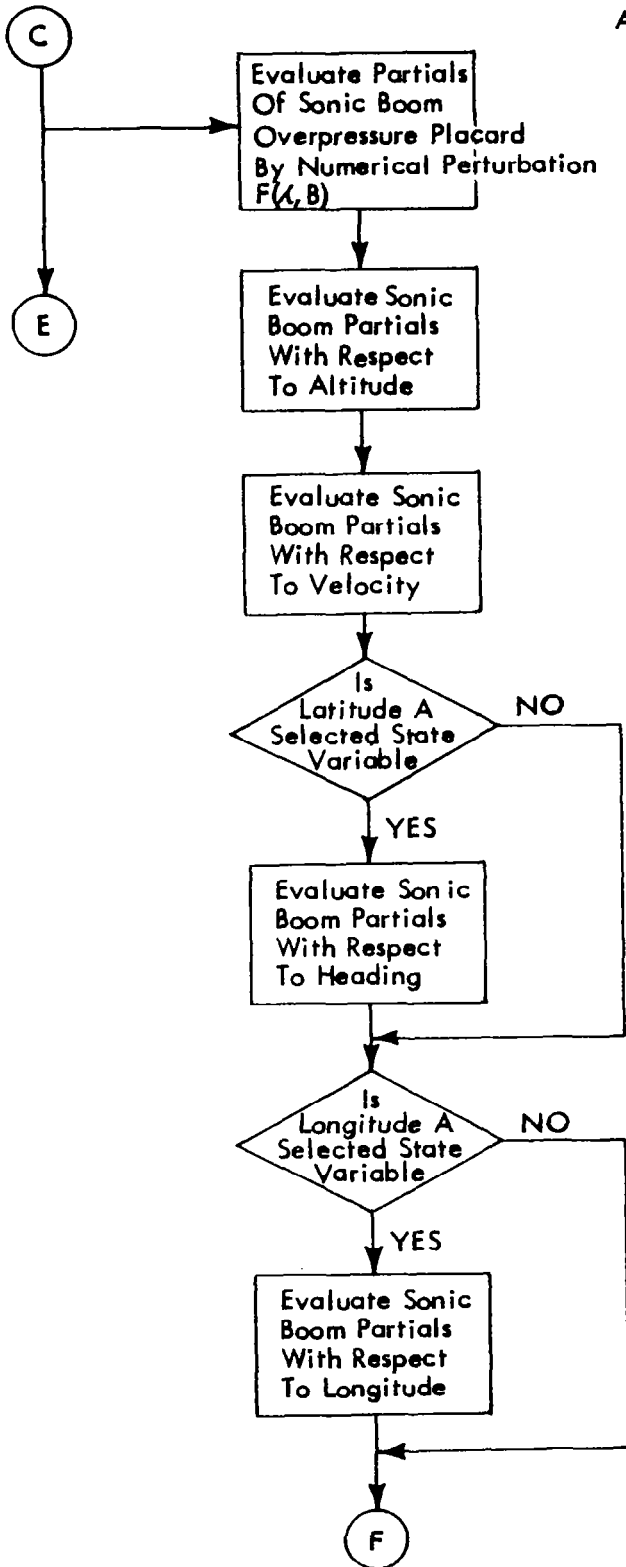 C
A
Evaluate Partials
Of Sonic Boom
Overpressure Placard
By Numerical Perturbation
F(λ, B)
E
Evaluate Sonic
Boom Partials
With Respect
To Altitude
Evaluate Sonic
Boom Partials
With Respect
To Velocity
Is
Latitude A
Selected State
Variable
NO
YES
Evaluate Sonic
Boom Partials
With Respect
To Heading
Is
Longitude A
Selected State
Variable
NO
YES
Evaluate Sonic
Boom Partials
With Respect
To Longitude
F